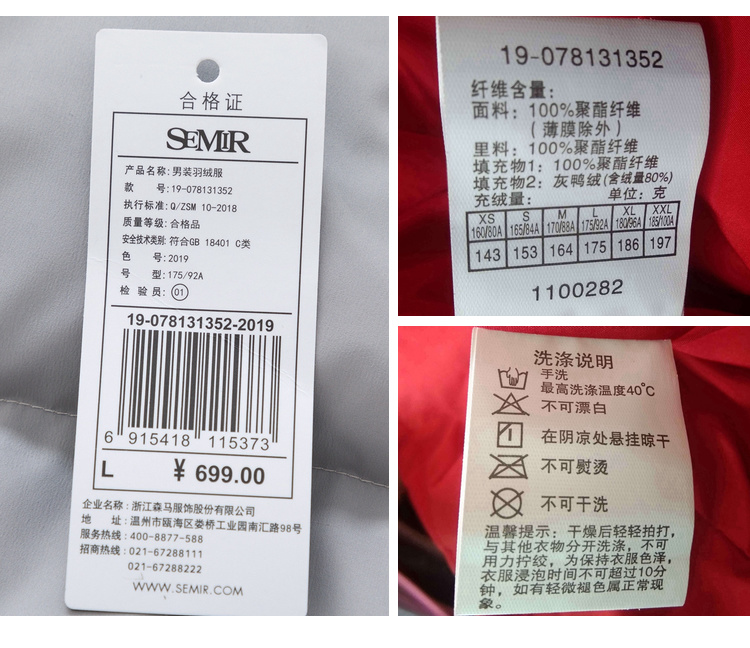 合格证
SEMIR
产品名称: 男装羽绒服
款 号: 19-078131352
执行标准: Q/ZSM 10-2018
质量等级: 合格品
安全技术类别: 符合GB 18401 C类
色 号: 2019
号 型: 175/92A
检验员: 01
19-078131352-2019
6 915418 115373
L ¥ 699.00
企业名称: 浙江森马服饰股份有限公司
地 址: 温州市瓯海区娄桥工业园南汇路98号
服务热线: 400-8877-588
招商热线: 021-67288111
021-67288222
WWW.SEMIR.COM
19-078131352
纤维含量:
面料: 100%聚酯纤维
(薄膜除外)
里料: 100%聚酯纤维
填充物1: 100%聚酯纤维
填充物2: 灰鸭绒(含绒量80%)
充绒量: 单位: 克
XS S M L XL XXL
160/80A 165/84A 170/88A 175/92A 180/96A 185/100A
143 153 164 175 186 197
1100282
洗涤说明
手洗
最高洗涤温度40°C
不可漂白
在阴凉处悬挂晾干
不可熨烫
不可干洗
温馨提示: 干燥后轻轻拍打,
与其他衣物分开洗涤, 不可
用力拧绞, 为保持衣服色泽,
衣服浸泡时间不可超过10分
钟, 如有轻微褪色属正常现
象。